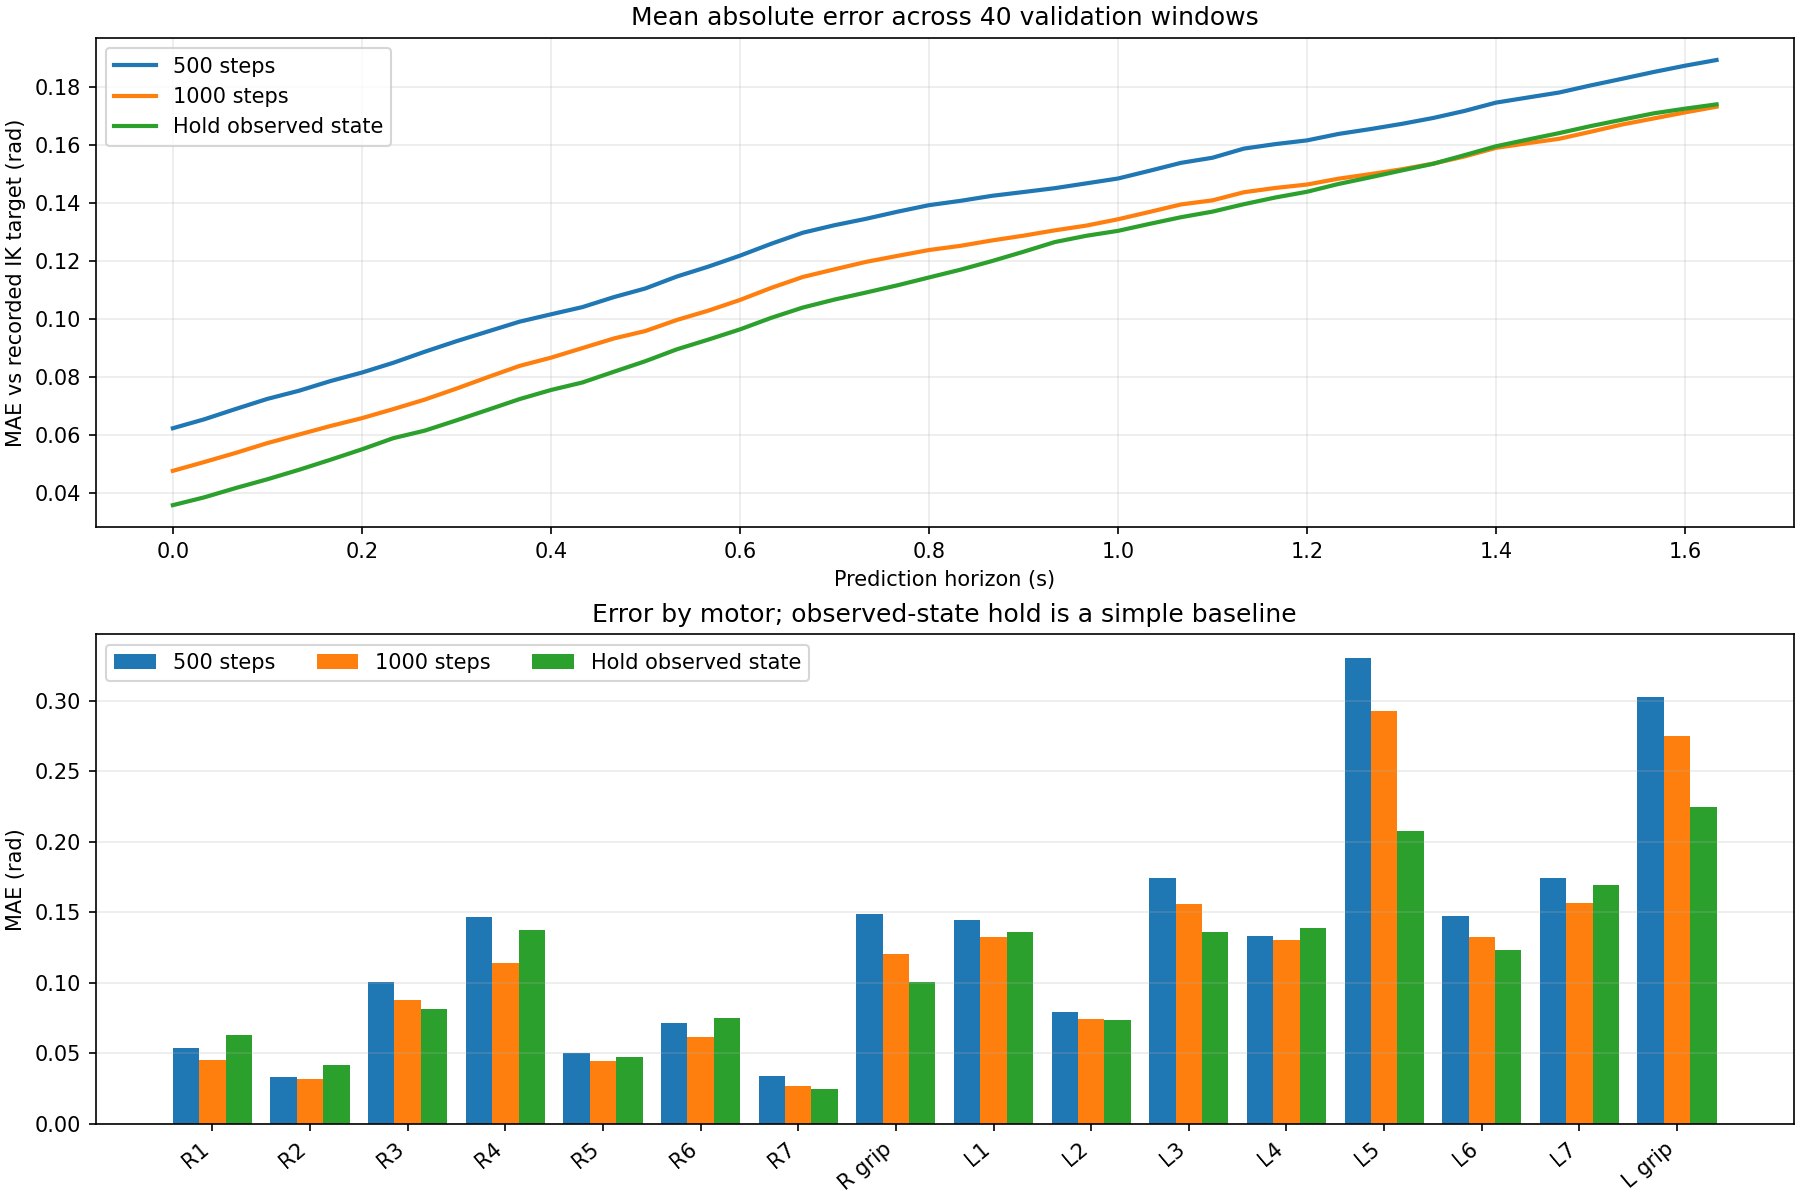 Mean absolute error across 40 validation windows
500 steps
1000 steps
Hold observed state
MAE vs recorded IK target (rad)
0.18
0.16
0.14
0.12
0.10
0.08
0.06
0.04
0.0 0.2 0.4 0.6 0.8 1.0 1.2 1.4 1.6
Prediction horizon (s)
Error by motor; observed-state hold is a simple baseline
500 steps 1000 steps Hold observed state
MAE (rad)
0.30
0.25
0.20
0.15
0.10
0.05
0.00
R1 R2 R3 R4 R5 R6 R7 R grip L1 L2 L3 L4 L5 L6 L7 L grip